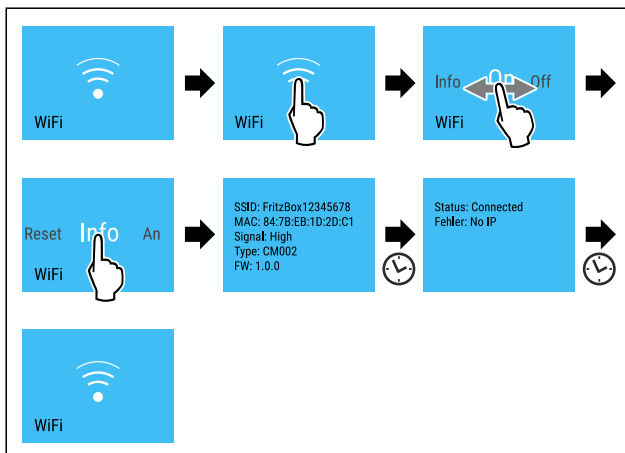 WiFi
WiFi
Info On Off
WiFi
Reset Info An
WiFi
SSID: FritzBox12345678
MAC: 84:7B:EB:1D:2D:C1
Signal: High
Type: CM002
FW: 1.0.0
Status: Connected
Fehler: No IP
WiFi